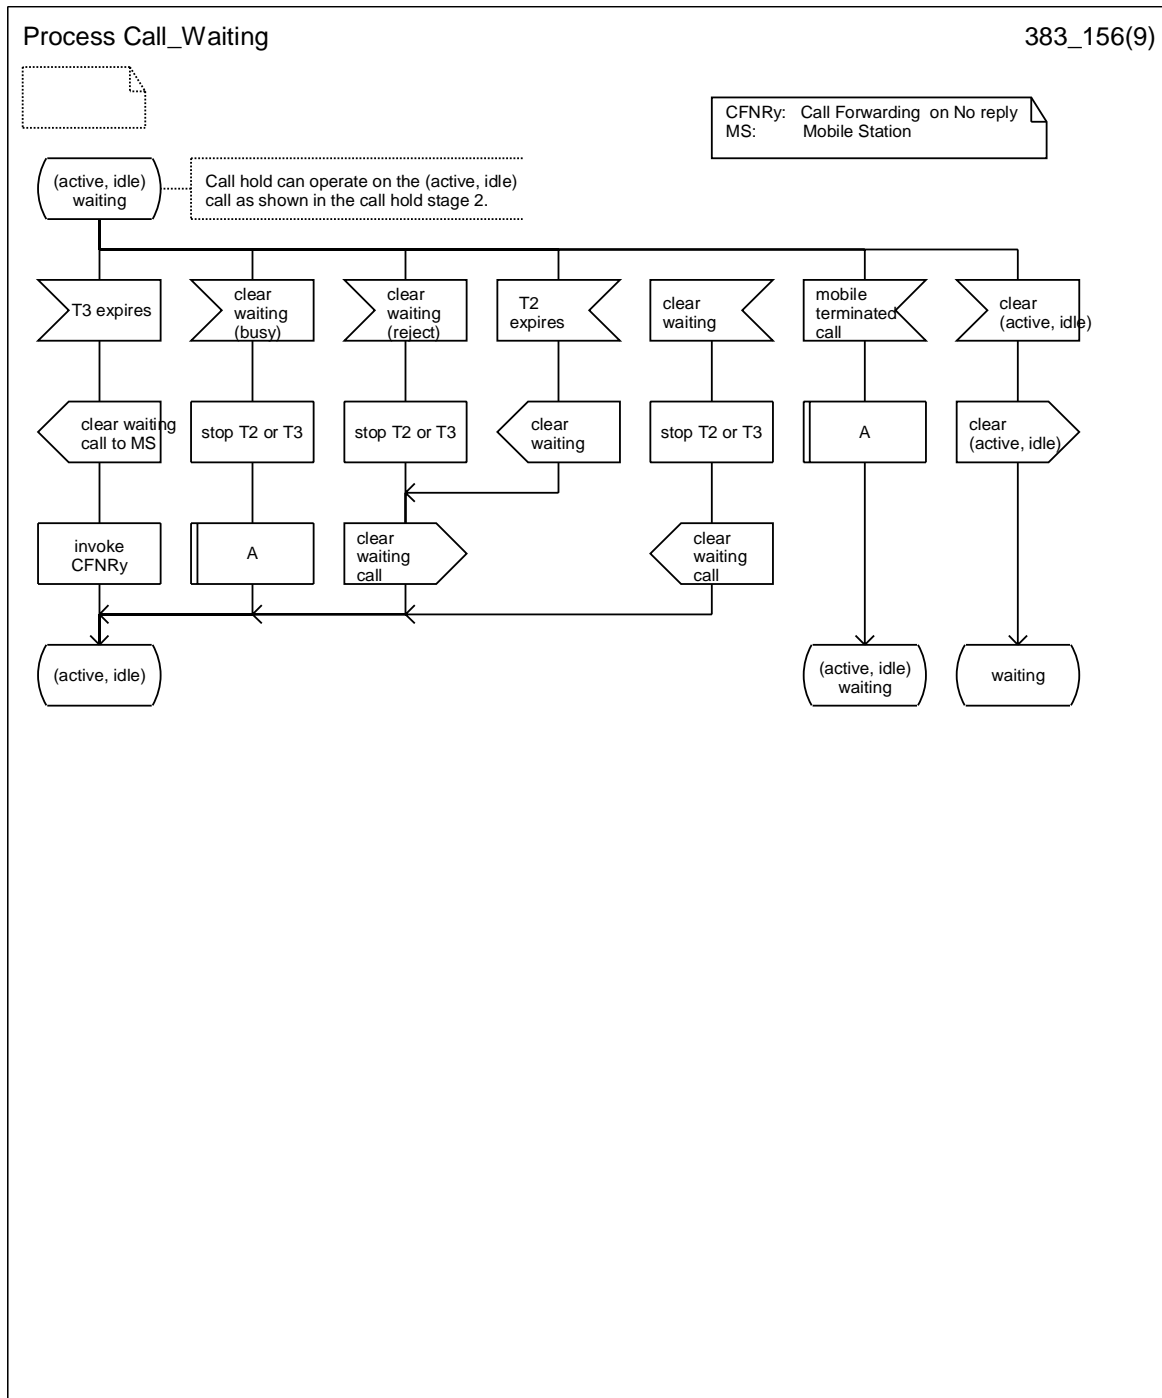 Process Call_Waiting
383_156(9)
CFNRy: Call Forwarding on No reply
MS: Mobile Station
(active, idle)
waiting
Call hold can operate on the (active, idle)
call as shown in the call hold stage 2.
T3 expires
clear
waiting
(busy)
clear
waiting
(reject)
T2
expires
clear
waiting
mobile
terminated
call
clear
(active, idle)
clear waiting
call to MS
stop T2 or T3
stop T2 or T3
clear
waiting
stop T2 or T3
A
clear
(active, idle)
invoke
CFNRy
A
clear
waiting
call
clear
waiting
call
(active, idle)
(active, idle)
waiting
waiting